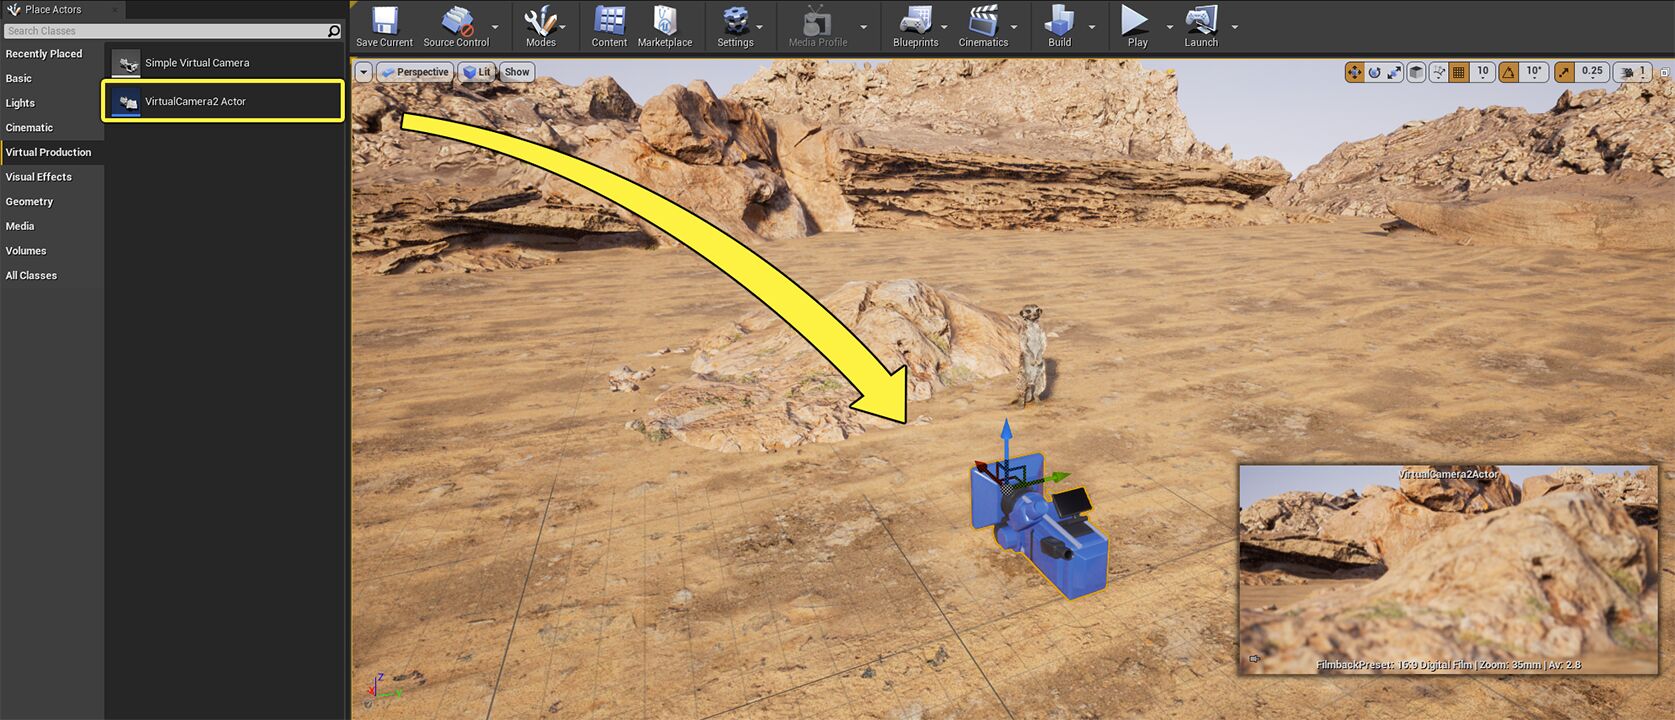 Place Actors
Search Classes
Recently Placed
Basic
Lights
Cinematic
Virtual Production
Visual Effects
Geometry
Media
Volumes
All Classes
Simple Virtual Camera
VirtualCamera2 Actor
Save Current
Source Control
Modes
Content
Marketplace
Settings
Media Profile
Blueprints
Cinematics
Build
Play
Launch
Perspective
Lit
Show
10
10°
0.25
1
VirtualCamera2Actor
FilmbackPreset: 16:9 Digital Film | Zoom: 35mm | Av: 2.8
Z
X
Y